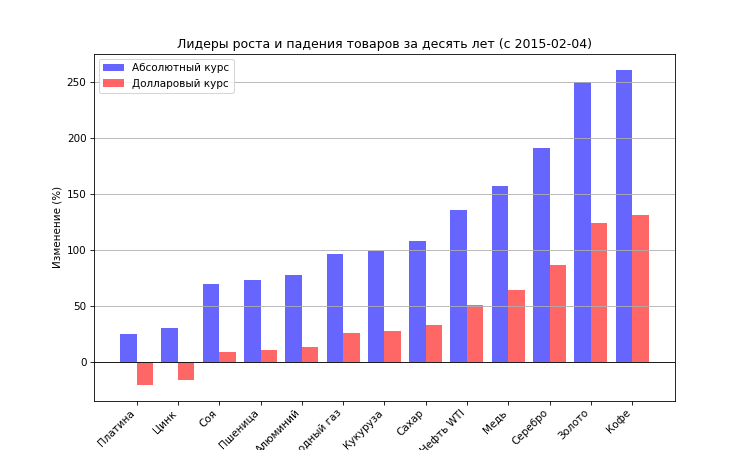 Лидеры роста и падения товаров за десять лет (с 2015-02-04)
Абсолютный курс
Долларовый курс
Изменение (%)
250
200
150
100
50
0
Платина
Цинк
Соя
Пшеница
Алюминий
газ
Кукуруза
Сахар
Нефть WTI
Медь
Серебро
Золото
Кофе